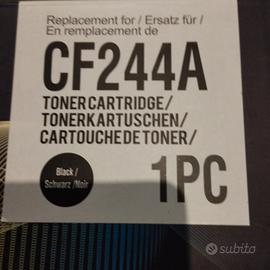 Replacement for / Ersatz für /
En remplacement de
CF244A
TONER CARTRIDGE/
TONERKARTUSCHEN/
CARTOUCHE DE TONER/
Black /
Schwarz /Noir
1PC
subito